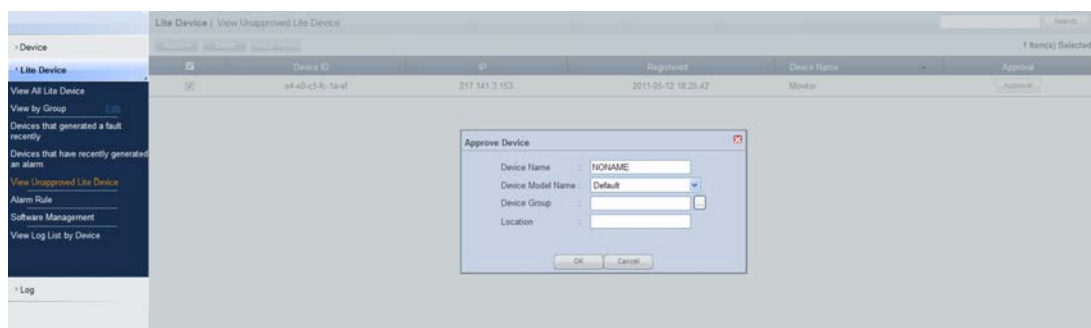 Lite Device | View Unapproved Lite Device
Search
Device
1 Item(s) Selected
Lite Device
Device ID IP Registered Device Name Approval
View All Lite Device
e4-e0-c5-fc-1a-ef 217.141.3.153 2011-05-12 18:25:42 Monitor Approval
View by Group Edit
Devices that generated a fault
recently
Devices that have recently generated
an alarm
View Unapproved Lite Device
Alarm Rule
Software Management
View Log List by Device
Log
Approve Device
Device Name : NONAME
Device Model Name : Default
Device Group : ...
Location :
OK Cancel